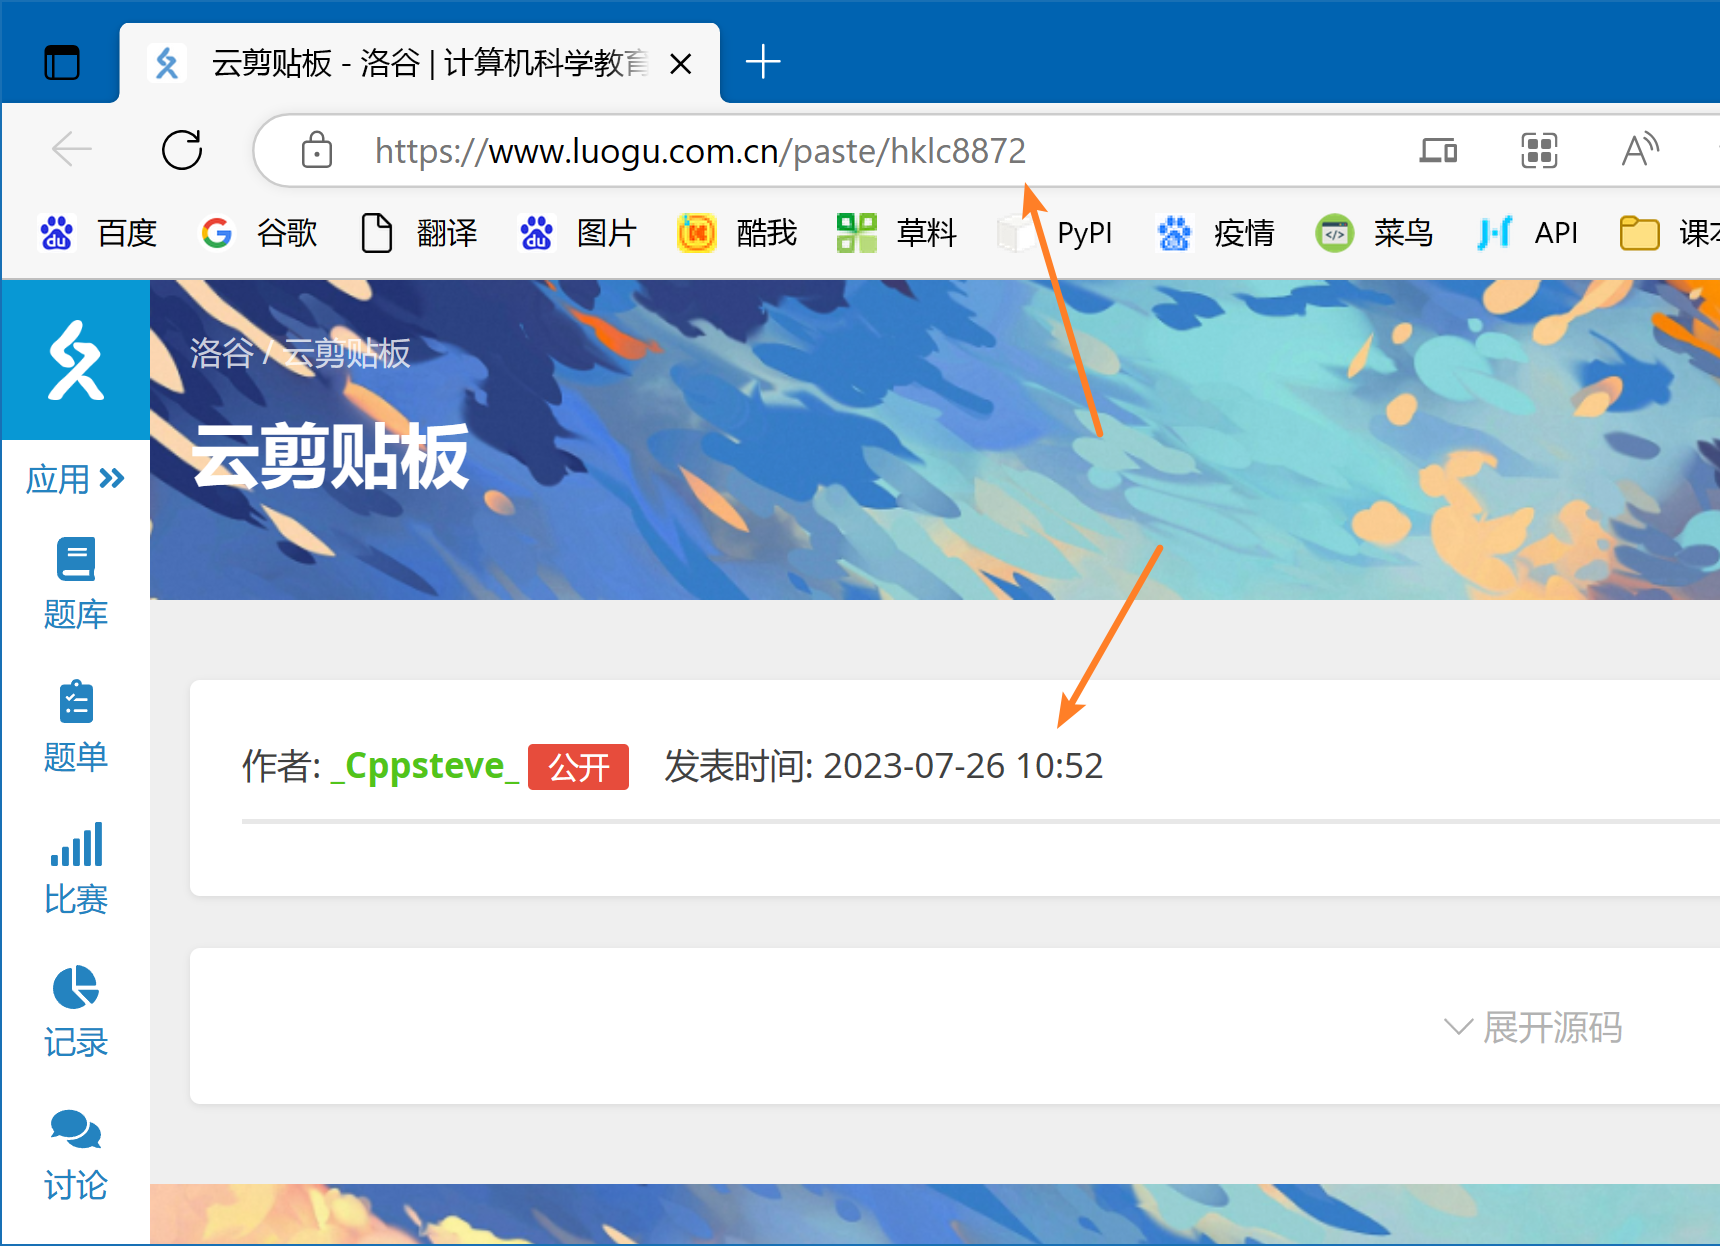 云剪贴板 - 洛谷 | 计算机科学教育
https://www.luogu.com.cn/paste/hklc8872
百度 谷歌 翻译 图片 酷我 草料 PyPI 疫情 菜鸟 API 课本
洛谷 / 云剪贴板
云剪贴板
应用
题库
题单
比赛
记录
讨论
作者: _Cppsteve_ 公开 发表时间: 2023-07-26 10:52
展开源码